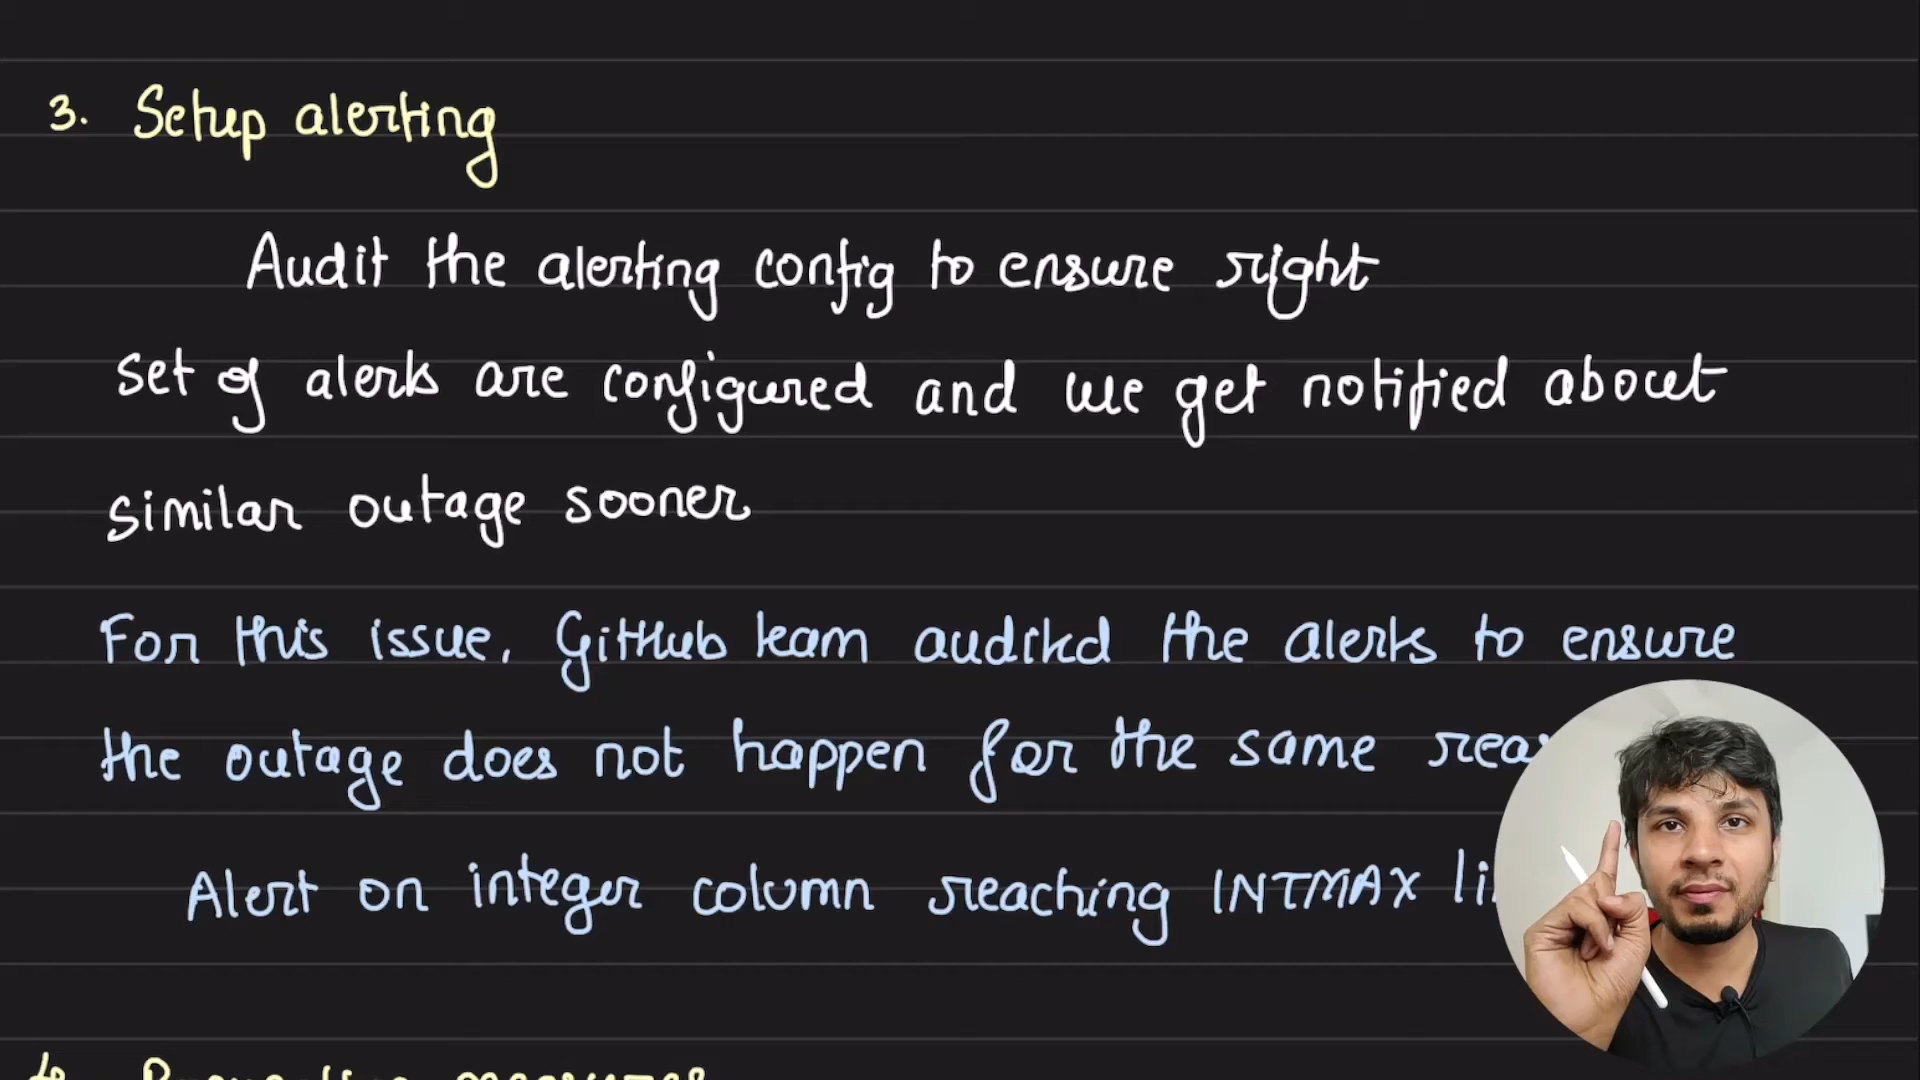 3. Setup alerting
Audit the alerting config to ensure right
set of alerts are configured and we get notified about
similar outage sooner
For this issue, GitHub team audited the alerts to ensure
the outage does not happen for the same
Alert on integer column reaching INTMAX